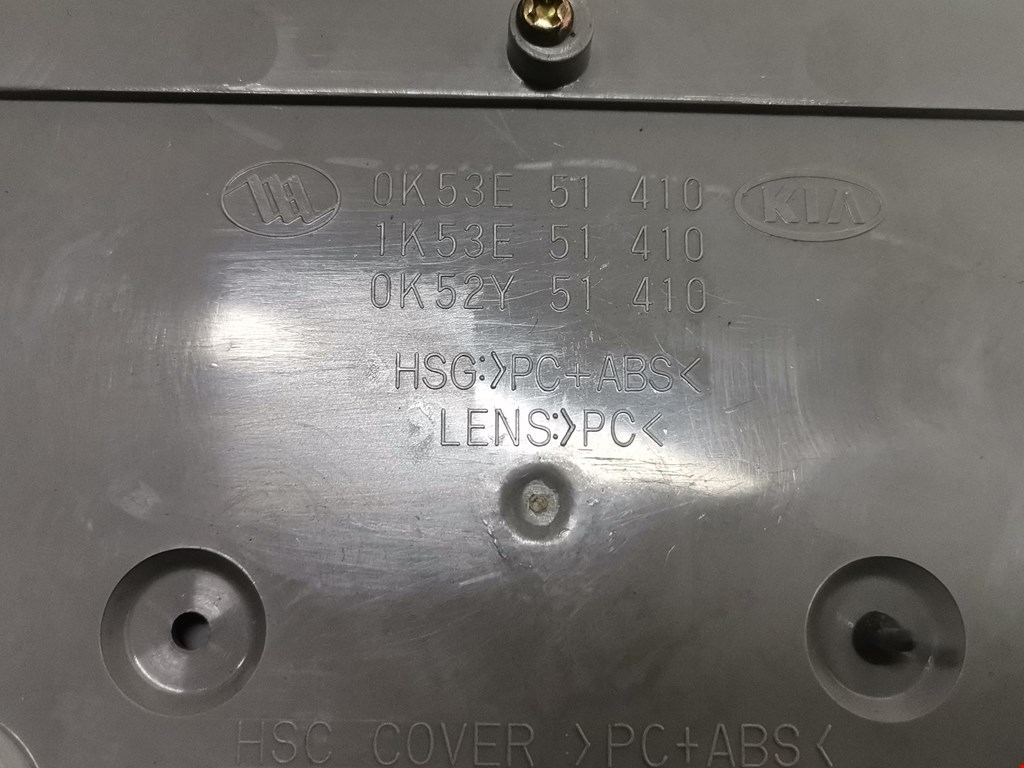 0K53E 51 410 KIA
1K53E 51 410
0K52Y 51 410
HSG:>PC+ABS<
LENS:>PC<
HSC COVER >PC+ABS<